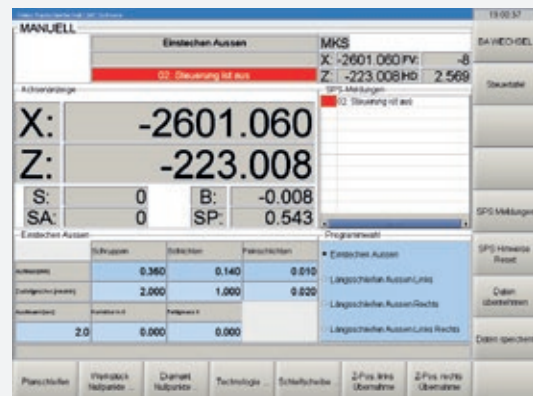 19:00:57
MANUELL
Einstechen Aussen
02: Steuerung ist aus
MKS
X: -2601.060 FV: -8
Z: -223.008 HD 2.569
BA WECHSEL
Steuertafel
Achsanzeige
X: -2601.060
Z: -223.008
S: 0 B: -0.008
SA: 0 SP: 0.543
SPS-Meldungen
02: Steuerung ist aus
SPS Meldungen
SPS Hinweise Reset
Daten übernehmen
Daten speichern
Einstechen Aussen
Schruppen Schlichten Feinschlichten
0.360 0.140 0.010
2.000 1.000 0.020
2.0 0.000 0.000
Programmwahl
Einstechen Aussen
Längsschleifen Aussen Links
Längsschleifen Aussen Rechts
Längsschleifen Aussen Links Rechts
Planschleifen
Werkstück Nullpunkte ...
Diamant Nullpunkte ...
Technologie ...
Schleifscheibe ...
Z-Pos. links Übernahme
Z-Pos. rechts Übernahme